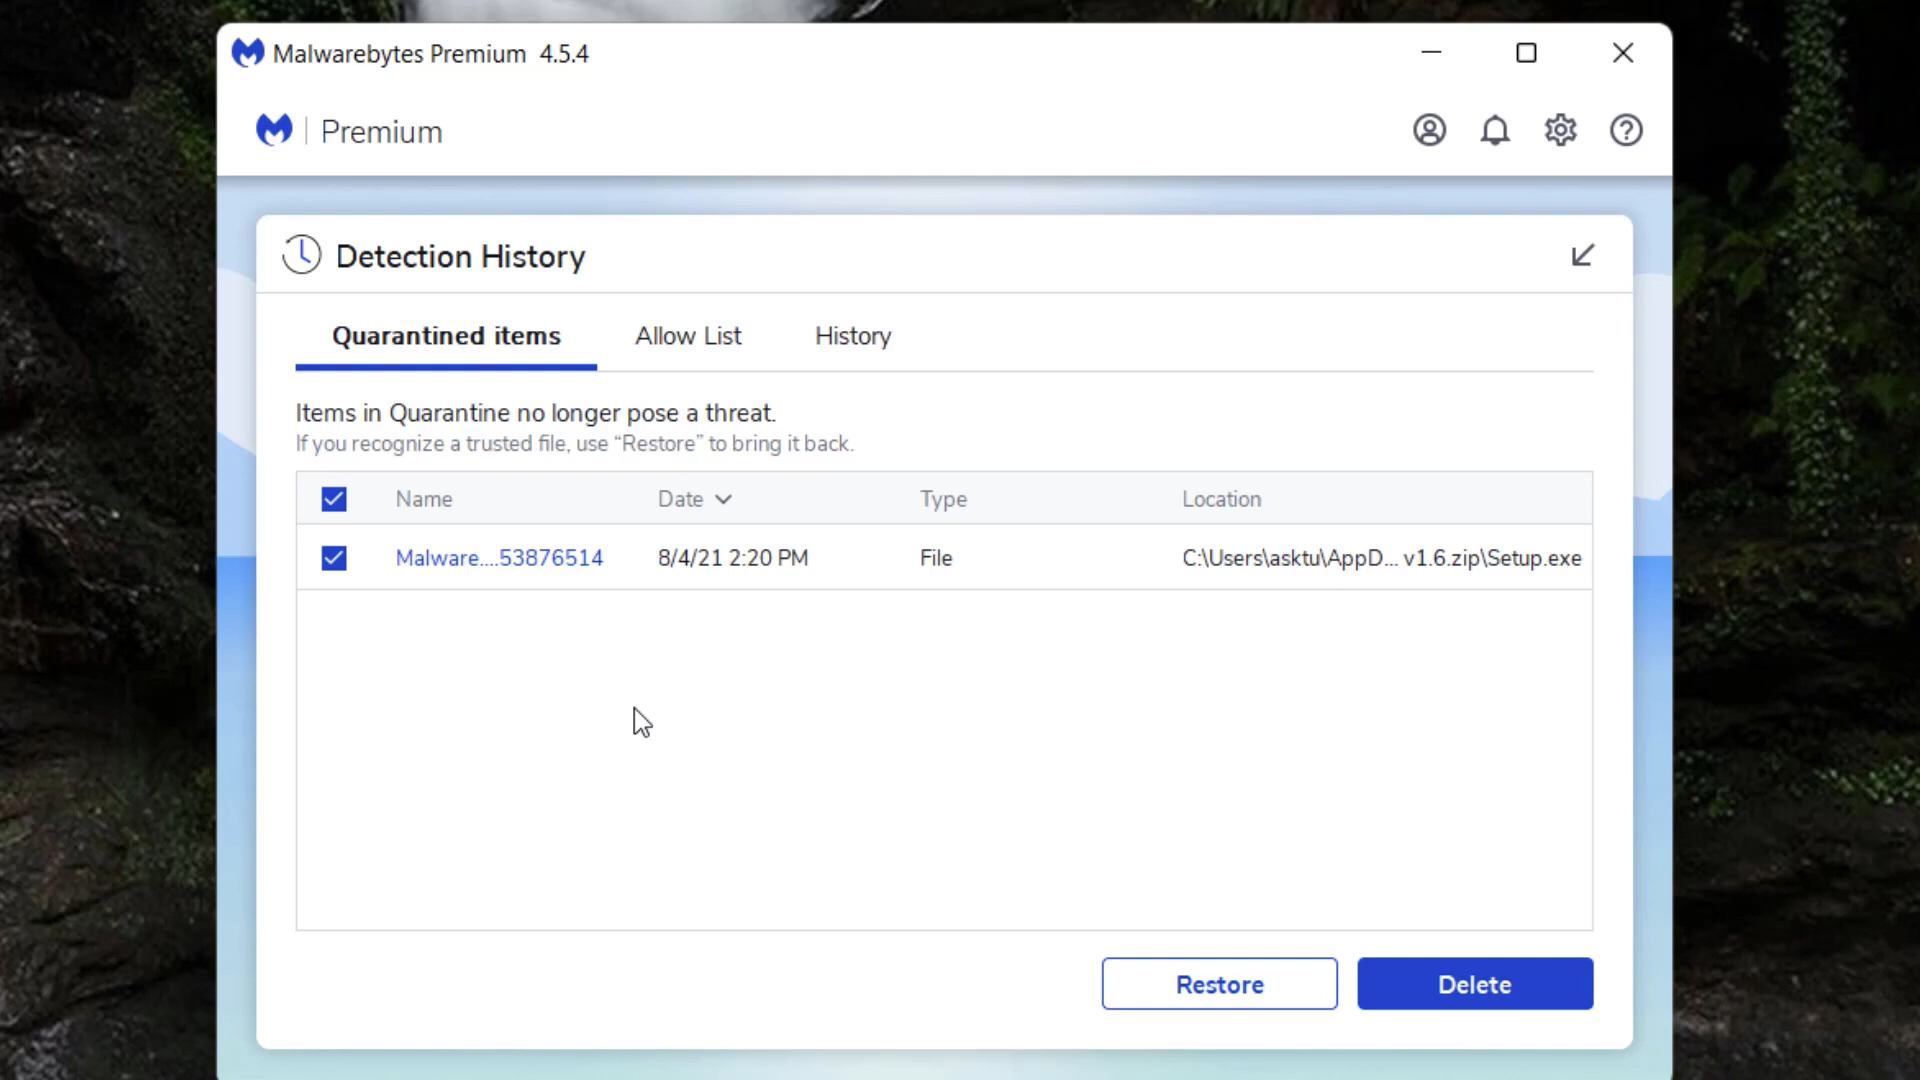 Malwarebytes Premium 4.5.4
Premium
Detection History
Quarantined items Allow List History
Items in Quarantine no longer pose a threat.
If you recognize a trusted file, use “Restore” to bring it back.
Name Date Type Location
Malware....53876514 8/4/21 2:20 PM File C:\Users\asktu\AppD... v1.6.zip\Setup.exe
Restore Delete